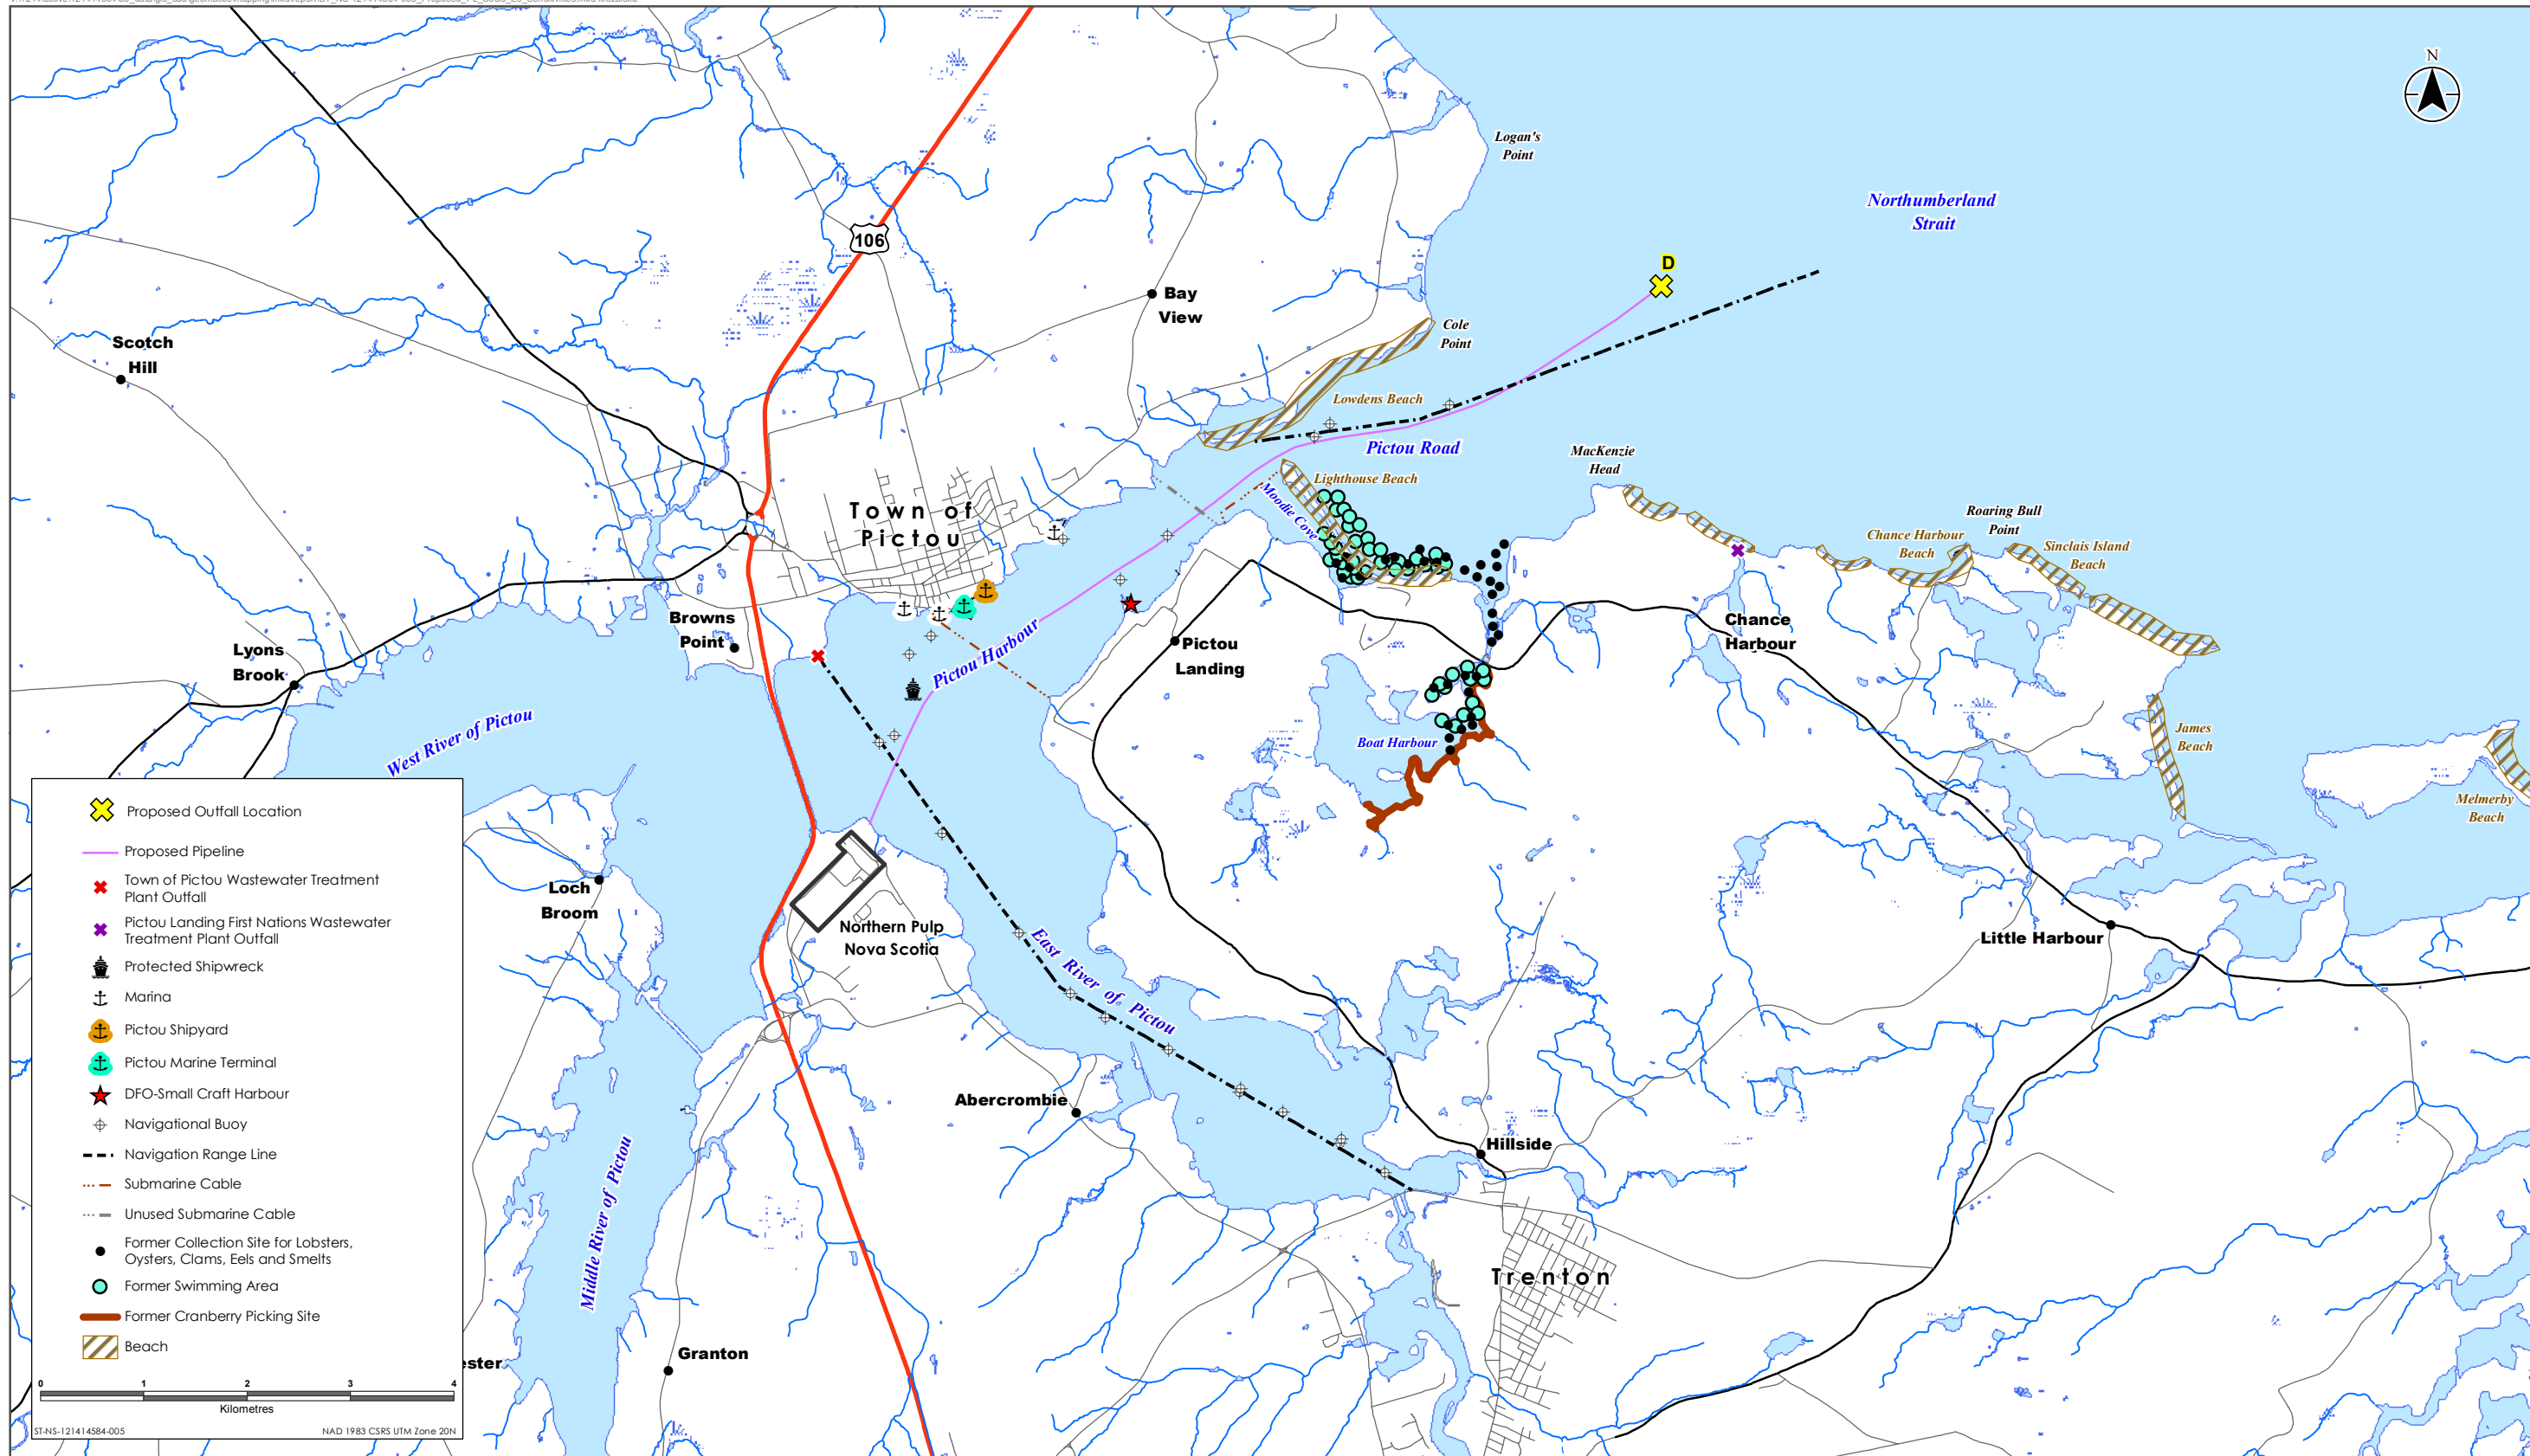 N
Logan's
Point
Northumberland
Strait
106
D
Bay
View
Scotch
Hill
Cole
Point
Lowdens Beach
Pictou Road
MacKenzie
Head
Lighthouse Beach
Moodie Cove
Roaring Bull
Point
Chance Harbour
Beach
Sinclais Island
Beach
Town of
Pictou
Browns
Point
Lyons
Brook
Pictou Harbour
Pictou
Landing
Chance
Harbour
West River of Pictou
Boat Harbour
James
Beach
Melmerby
Beach
Loch
Broom
Northern Pulp
Nova Scotia
East River of Pictou
Little Harbour
Abercrombie
Hillside
Middle River of Pictou
Trenton
Granton
ester
Proposed Outfall Location
Proposed Pipeline
Town of Pictou Wastewater Treatment
Plant Outfall
Pictou Landing First Nations Wastewater
Treatment Plant Outfall
Protected Shipwreck
Marina
Pictou Shipyard
Pictou Marine Terminal
DFO-Small Craft Harbour
Navigational Buoy
Navigation Range Line
Submarine Cable
Unused Submarine Cable
Former Collection Site for Lobsters,
Oysters, Clams, Eels and Smelts
Former Swimming Area
Former Cranberry Picking Site
Beach
0 1 2 3 4
Kilometres
ST-NS-121414584-005
NAD 1983 CSRS UTM Zone 20N